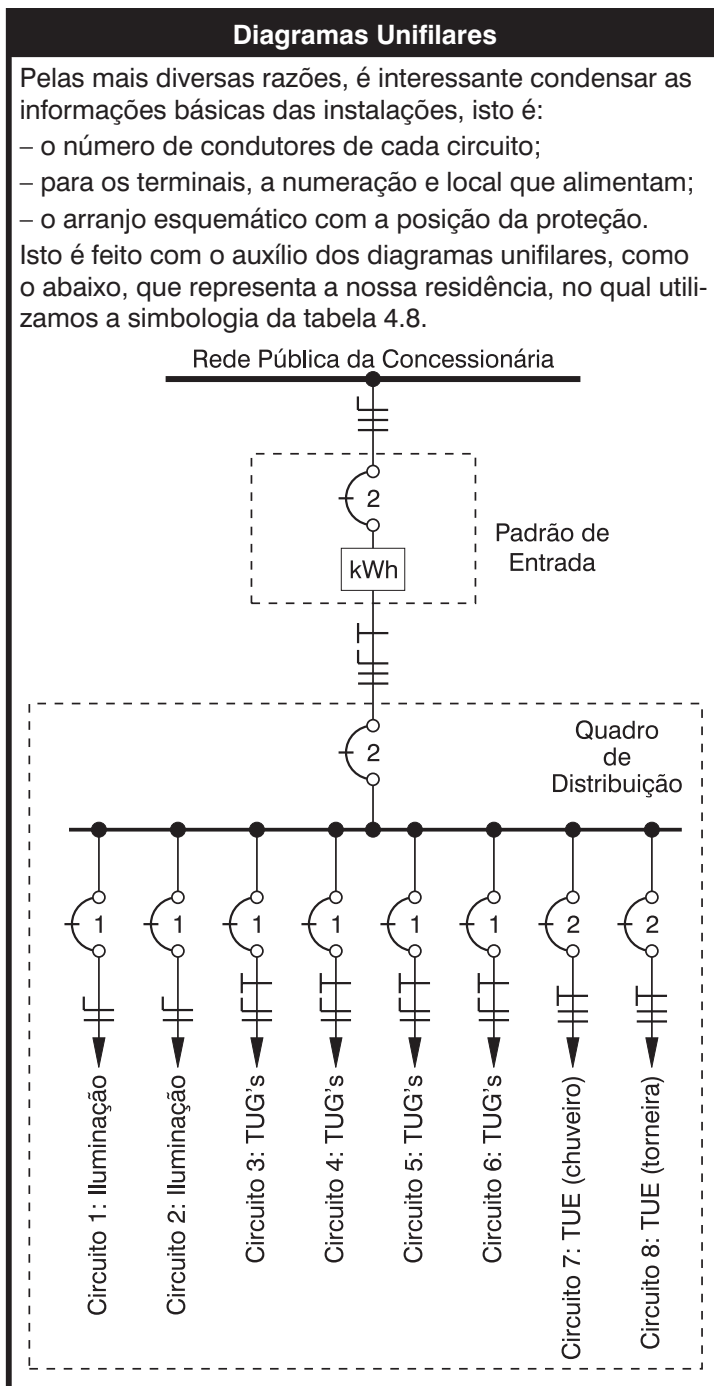 Diagramas Unifilares
Pelas mais diversas razões, é interessante condensar as
informações básicas das instalações, isto é:
– o número de condutores de cada circuito;
– para os terminais, a numeração e local que alimentam;
– o arranjo esquemático com a posição da proteção.
Isto é feito com o auxílio dos diagramas unifilares, como
o abaixo, que representa a nossa residência, no qual utili-
zamos a simbologia da tabela 4.8.
Rede Pública da Concessionária
2
kWh
Padrão de
Entrada
2
Quadro
de
Distribuição
1 1 1 1 1 1 2 2
Circuito 1: Iluminação
Circuito 2: Iluminação
Circuito 3: TUG's
Circuito 4: TUG's
Circuito 5: TUG's
Circuito 6: TUG's
Circuito 7: TUE (chuveiro)
Circuito 8: TUE (torneira)